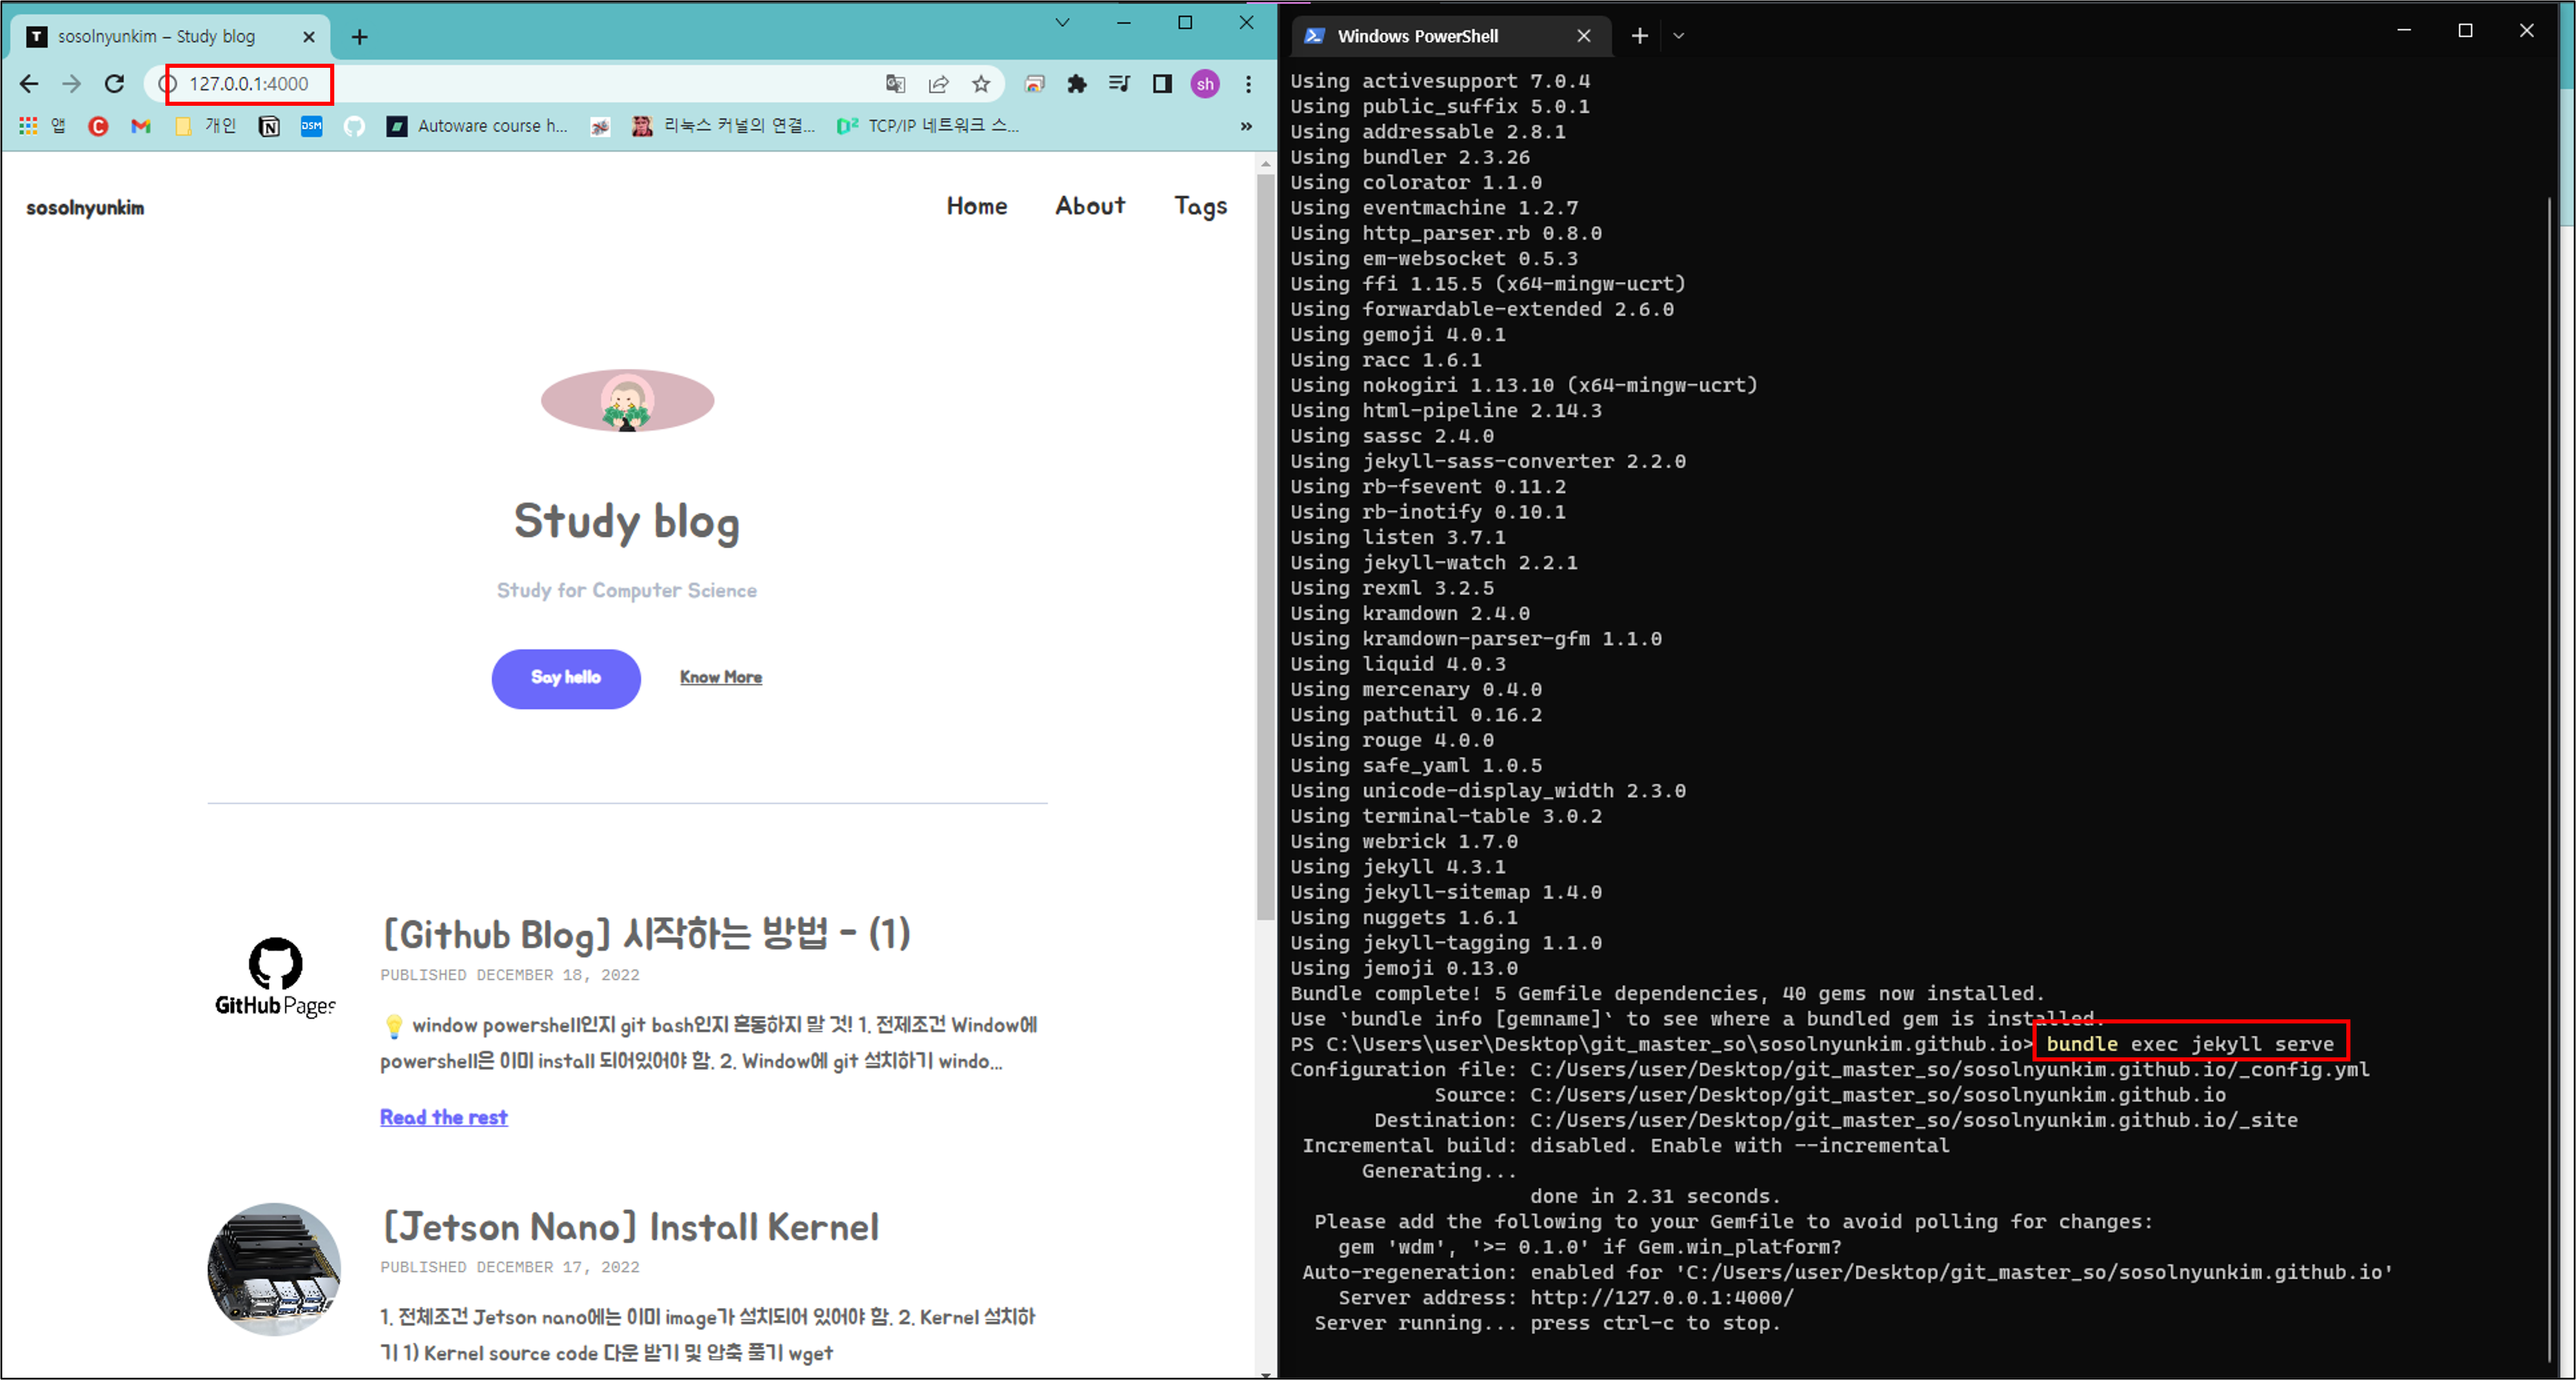 sosolnyunkim – Study blog
127.0.0.1:4000
sh
앱
개인
DSM
Autoware course h...
리눅스 커널의 연결...
TCP/IP 네트워크 스...
sosolnyunkim
Home
About
Tags
Study blog
Study for Computer Science
Say hello
Know More
GitHub Pages
[Github Blog] 시작하는 방법 - (1)
PUBLISHED DECEMBER 18, 2022
💡 window powershell인지 git bash인지 혼동하지 말 것! 1. 전제조건 Window에
powershell은 이미 install 되어있어야 함. 2. Window에 git 설치하기 windo...
Read the rest
[Jetson Nano] Install Kernel
PUBLISHED DECEMBER 17, 2022
1. 전제조건 Jetson nano에는 이미 image가 설치되어 있어야 함. 2. Kernel 설치하
기 1) Kernel source code 다운 받기 및 압축 풀기 wget
Windows PowerShell
Using activesupport 7.0.4
Using public_suffix 5.0.1
Using addressable 2.8.1
Using bundler 2.3.26
Using colorator 1.1.0
Using eventmachine 1.2.7
Using http_parser.rb 0.8.0
Using em-websocket 0.5.3
Using ffi 1.15.5 (x64-mingw-ucrt)
Using forwardable-extended 2.6.0
Using gemoji 4.0.1
Using racc 1.6.1
Using nokogiri 1.13.10 (x64-mingw-ucrt)
Using html-pipeline 2.14.3
Using sassc 2.4.0
Using jekyll-sass-converter 2.2.0
Using rb-fsevent 0.11.2
Using rb-inotify 0.10.1
Using listen 3.7.1
Using jekyll-watch 2.2.1
Using rexml 3.2.5
Using kramdown 2.4.0
Using kramdown-parser-gfm 1.1.0
Using liquid 4.0.3
Using mercenary 0.4.0
Using pathutil 0.16.2
Using rouge 4.0.0
Using safe_yaml 1.0.5
Using unicode-display_width 2.3.0
Using terminal-table 3.0.2
Using webrick 1.7.0
Using jekyll 4.3.1
Using jekyll-sitemap 1.4.0
Using nuggets 1.6.1
Using jekyll-tagging 1.1.0
Using jemoji 0.13.0
Bundle complete! 5 Gemfile dependencies, 40 gems now installed.
Use `bundle info [gemname]` to see where a bundled gem is installed.
PS C:\Users\user\Desktop\git_master_so\sosolnyunkim.github.io> bundle exec jekyll serve
Configuration file: C:/Users/user/Desktop/git_master_so/sosolnyunkim.github.io/_config.yml
Source: C:/Users/user/Desktop/git_master_so/sosolnyunkim.github.io
Destination: C:/Users/user/Desktop/git_master_so/sosolnyunkim.github.io/_site
Incremental build: disabled. Enable with --incremental
Generating...
done in 2.31 seconds.
Please add the following to your Gemfile to avoid polling for changes:
gem 'wdm', '>= 0.1.0' if Gem.win_platform?
Auto-regeneration: enabled for 'C:/Users/user/Desktop/git_master_so/sosolnyunkim.github.io'
Server address: http://127.0.0.1:4000/
Server running... press ctrl-c to stop.